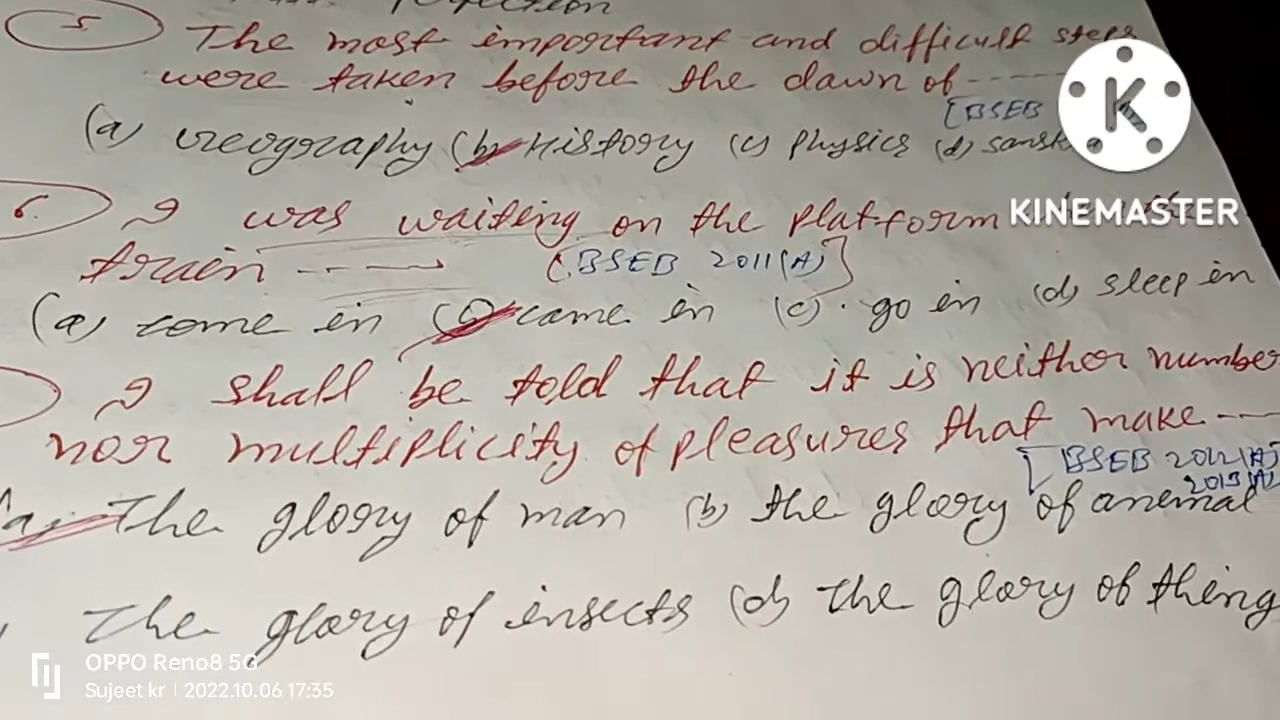 5.
The most important and difficult steps
were taken before the dawn of -----
[BSEB
(a) Geography (b) History (c) Physics (d)
6. I was waiting on the platform
train ----- [BSEB 2011(A)]
(a) come in came in (c) go in (d) sleep in
I shall be told that it is neither number
nor multiplicity of pleasures that make ---
[BSEB 2012(A)
2013(A)
(a) The glory of man (b) the glory of anemal
The glory of insects (d) The glory of thing
K
KINEMASTER
OPPO Reno8 5G
Sujeet kr | 2022.10.06 17:35